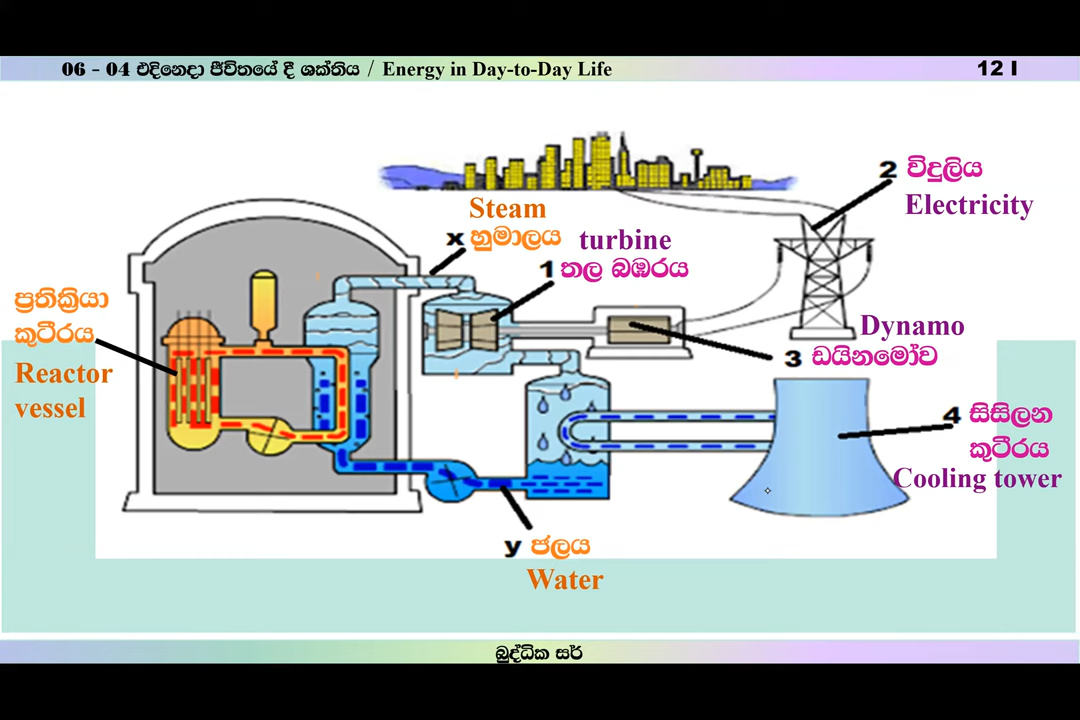 06 - 04 එදිනෙදා ජීවිතයේ දී ශක්තිය / Energy in Day-to-Day Life
12 I
2 විදුලිය
Electricity
Steam
x හුමාලය
turbine
1 තල බඹරය
ප්‍රතික්‍රියා
කුටීරය
Reactor
vessel
Dynamo
3 ඩයිනමෝව
4 සිසිලන
කුටීරය
Cooling tower
y ජලය
Water
බුද්ධික සර්